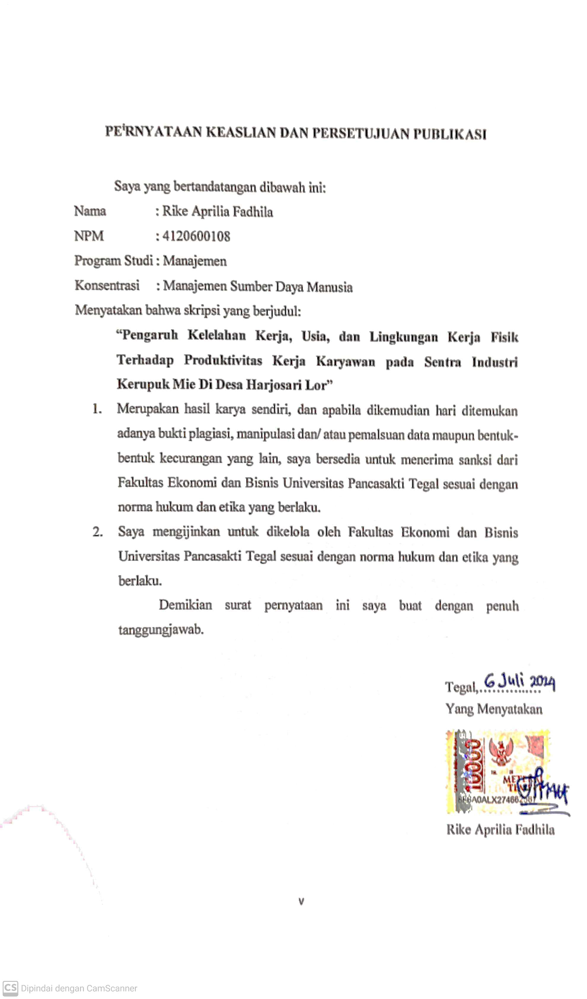 PEiRNYATAAN KEASLIAN DAN PERSETUJUAN PUBLIKASI
Saya yang bertandatangan dibawah ini:
Nama : Rike Aprilia Fadhila
NPM : 4120600108
Program Studi : Manajemen
Konsentrasi : Manajemen Sumber Daya Manusia
Menyatakan bahwa skripsi yang berjudul:
“Pengaruh Kelelahan Kerja, Usia, dan Lingkungan Kerja Fisik
Terhadap Produktivitas Kerja Karyawan pada Sentra Industri
Kerupuk Mie Di Desa Harjosari Lor”
1. Merupakan hasil karya sendiri, dan apabila dikemudian hari ditemukan
adanya bukti plagiasi, manipulasi dan/ atau pemalsuan data maupun bentuk-
bentuk kecurangan yang lain, saya bersedia untuk menerima sanksi dari
Fakultas Ekonomi dan Bisnis Universitas Pancasakti Tegal sesuai dengan
norma hukum dan etika yang berlaku.
2. Saya mengijinkan untuk dikelola oleh Fakultas Ekonomi dan Bisnis
Universitas Pancasakti Tegal sesuai dengan norma hukum dan etika yang
berlaku.
Demikian surat pernyataan ini saya buat dengan penuh
tanggungjawab.
Tegal,................ 6 Juli 2024
Yang Menyatakan
10000
Rike Aprilia Fadhila
v
CS Dipindai dengan CamScanner